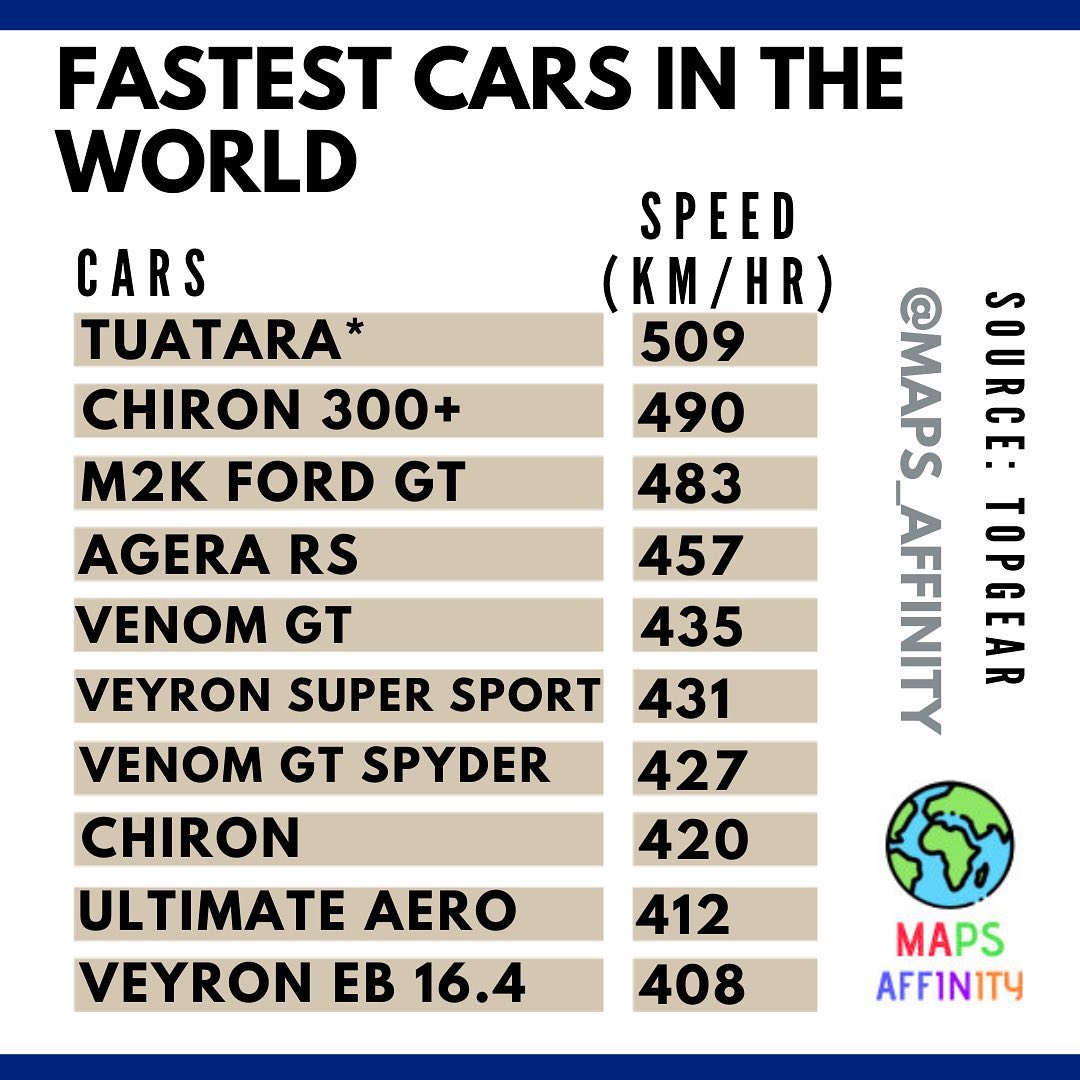 FASTEST CARS IN THE
WORLD
CARS
SPEED
(KM/HR)
TUATARA* 509
CHIRON 300+ 490
M2K FORD GT 483
AGERA RS 457
VENOM GT 435
VEYRON SUPER SPORT 431
VENOM GT SPYDER 427
CHIRON 420
ULTIMATE AERO 412
VEYRON EB 16.4 408
@MAPS_AFFINITY
SOURCE: TOPGEAR
MAPS
AFFINITY